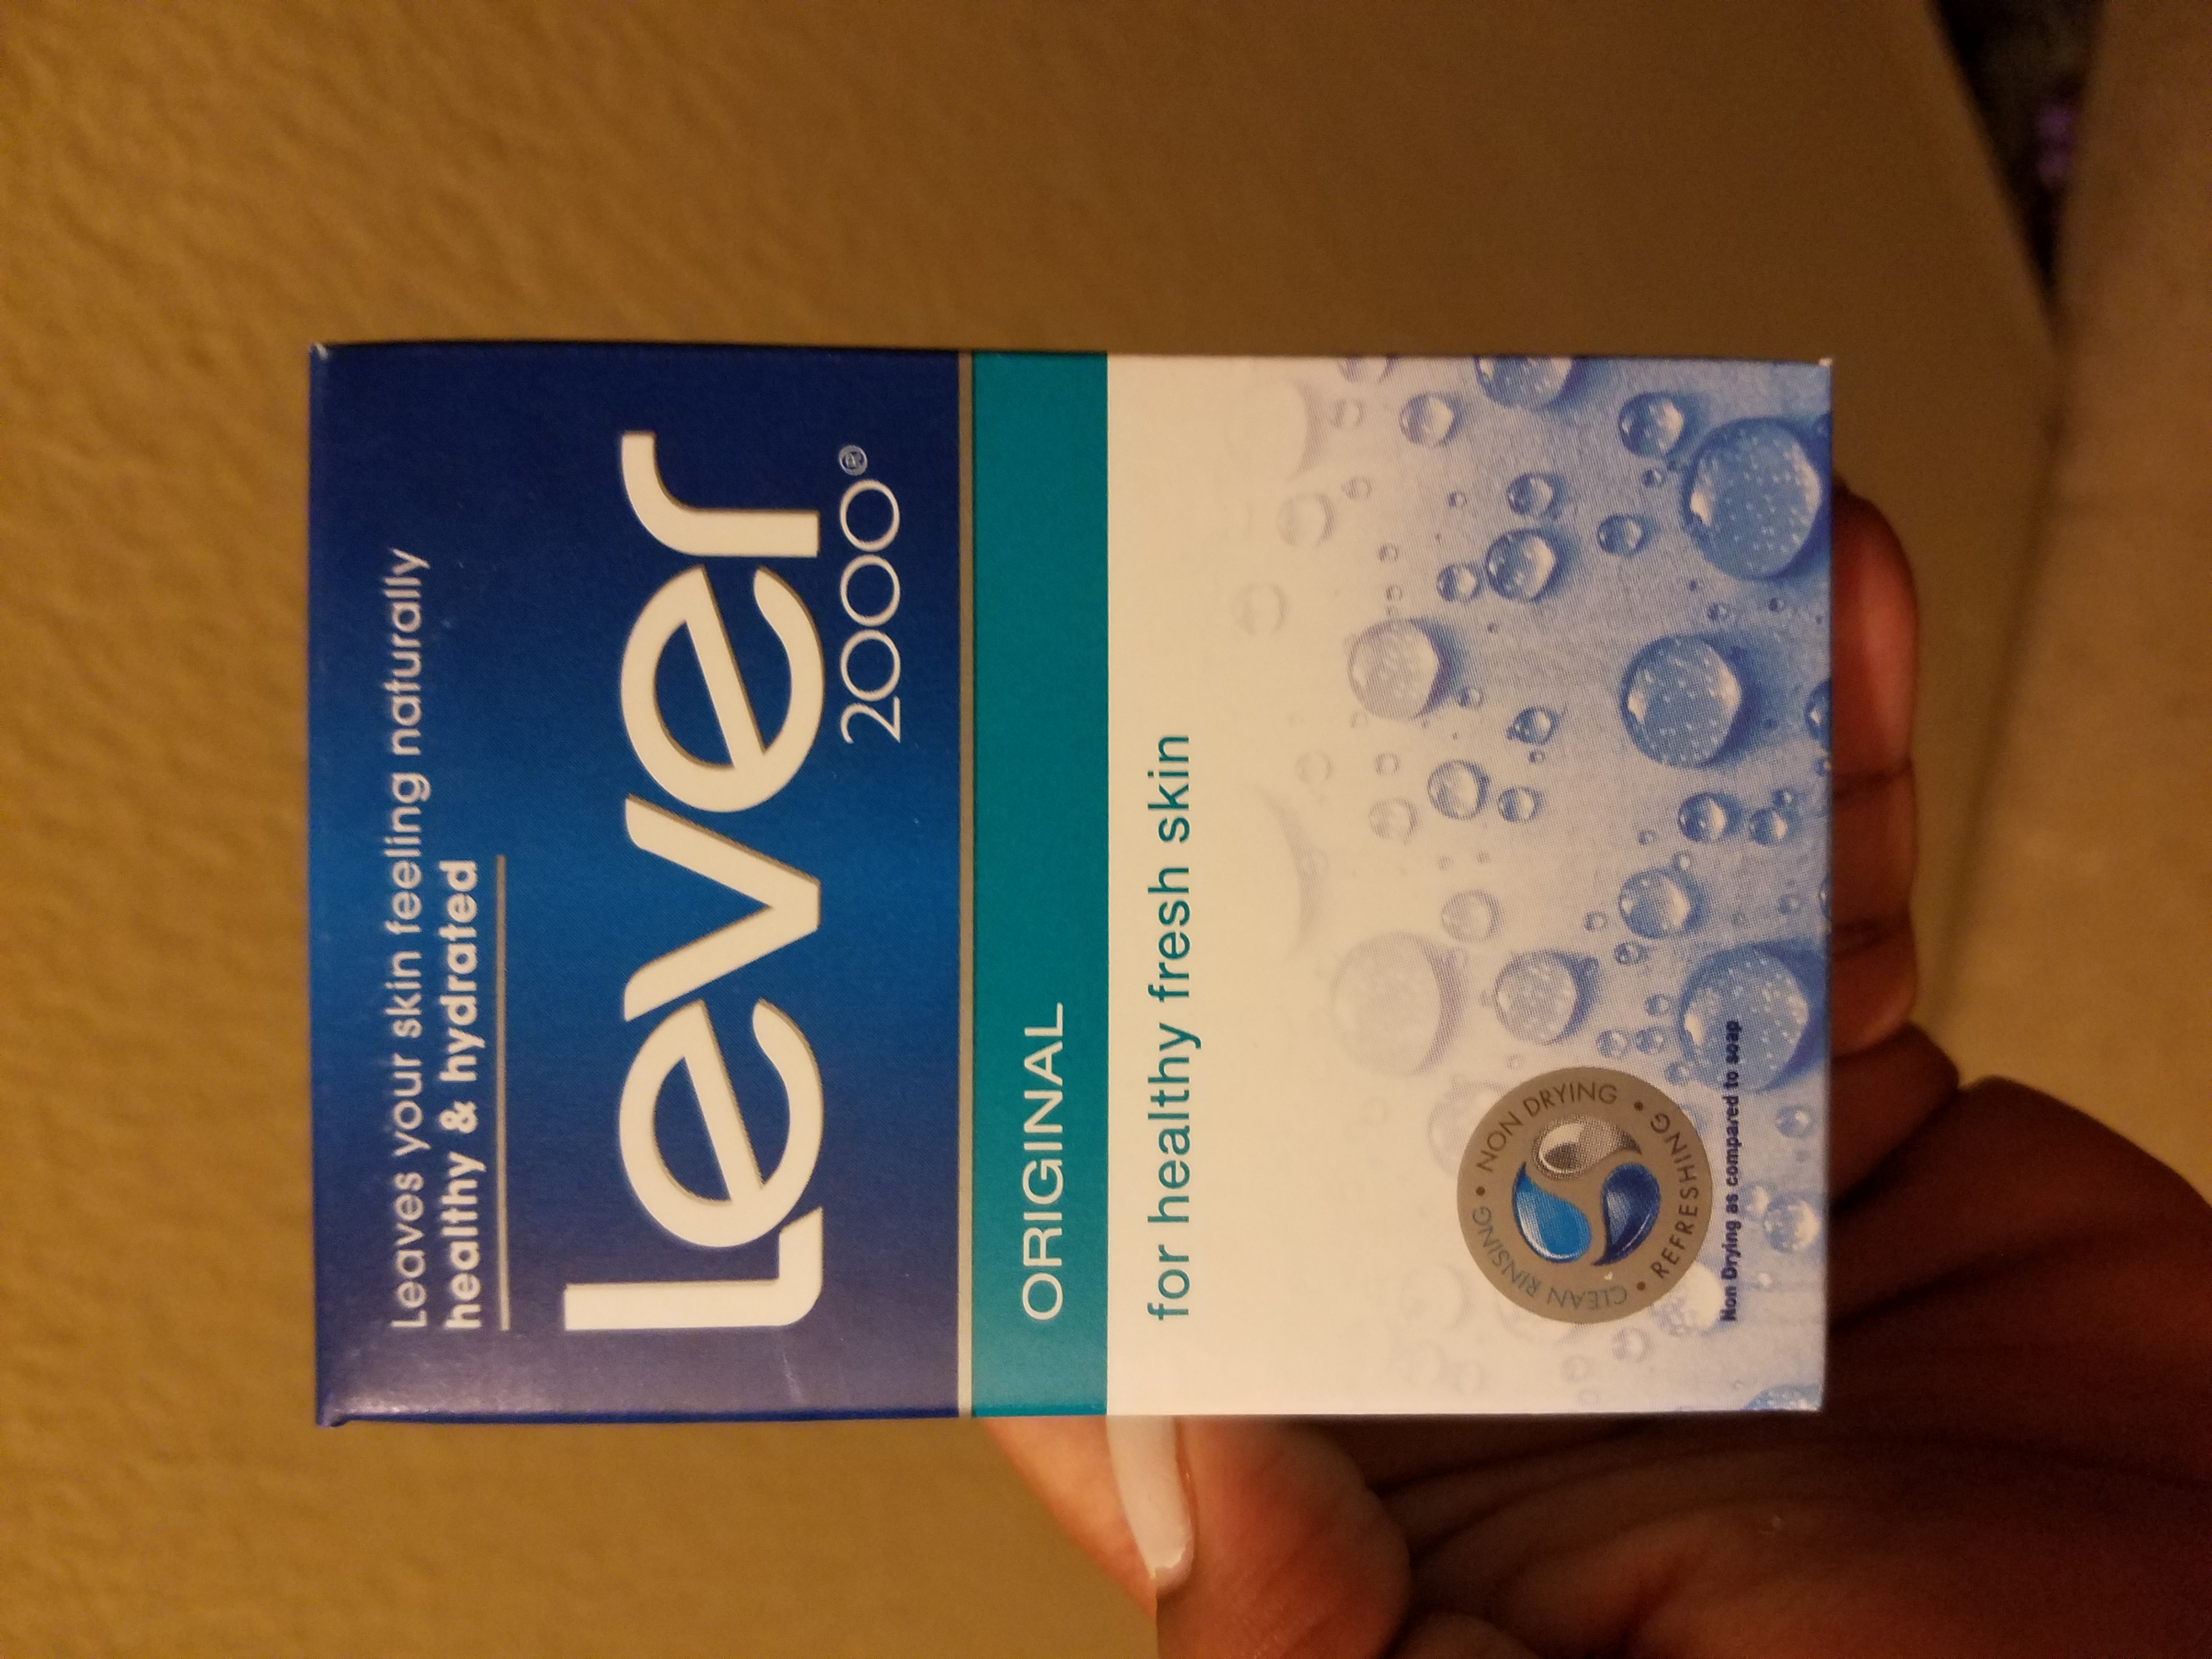 Leaves your skin feeling naturally
healthy & hydrated
Lever
2000®
ORIGINAL
for healthy fresh skin
CLEAN RINSING • NON DRYING • REFRESHING •
Non Drying as compared to soap